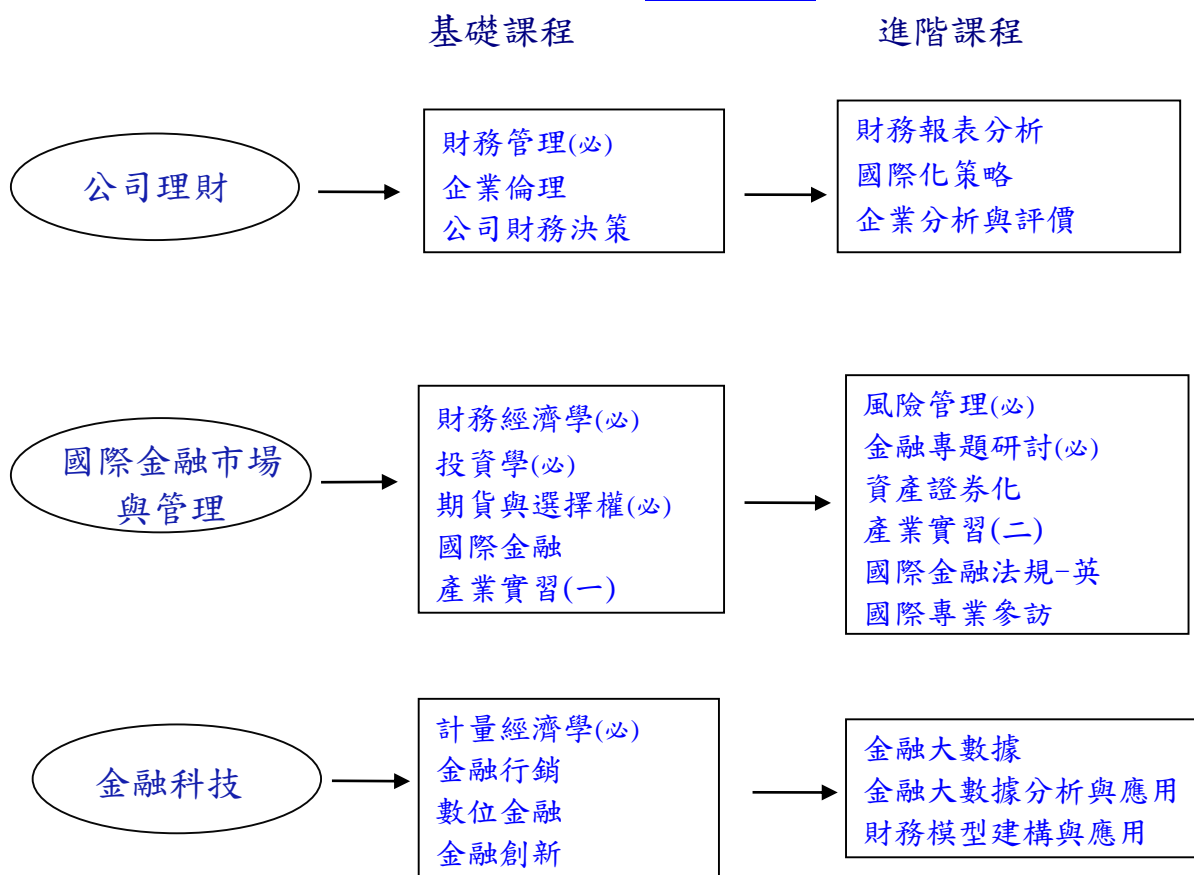 基礎課程
進階課程
公司理財
財務管理(必)
企業倫理
公司財務決策
財務報表分析
國際化策略
企業分析與評價
國際金融市場
與管理
財務經濟學(必)
投資學(必)
期貨與選擇權(必)
國際金融
產業實習(一)
風險管理(必)
金融專題研討(必)
資產證券化
產業實習(二)
國際金融法規-英
國際專業參訪
金融科技
計量經濟學(必)
金融行銷
數位金融
金融創新
金融大數據
金融大數據分析與應用
財務模型建構與應用